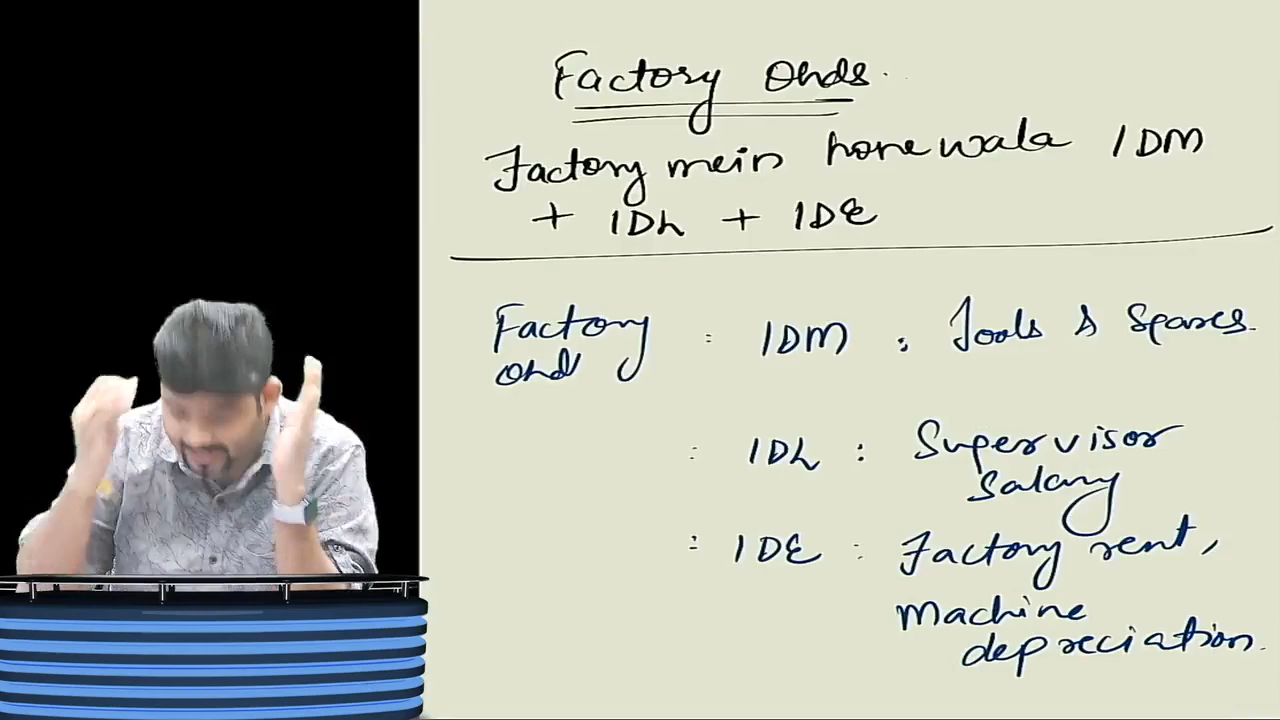 Factory Ohds.
Factory mein hone wala IDM
+ IDL + IDE
Factory : IDM : Tools & Spares.
ohd
: IDL : Supervisor
Salary
: IDE : Factory rent,
Machine
depreciation.